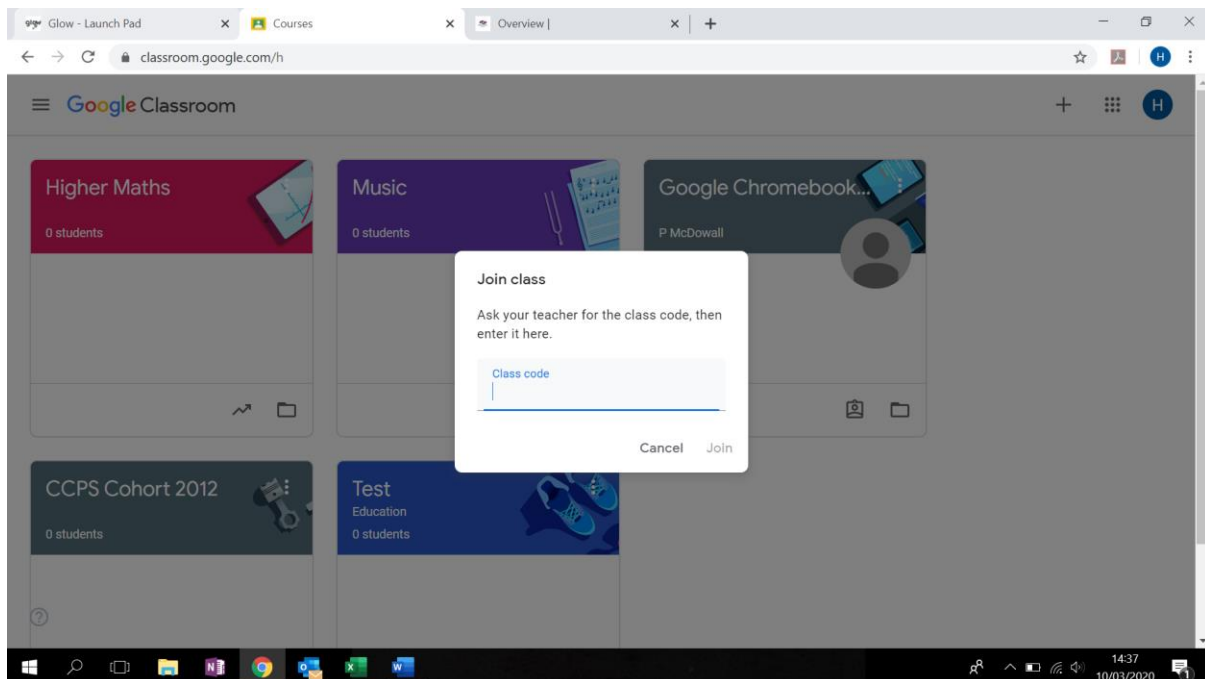 Glow - Launch Pad
Courses
Overview |
classroom.google.com/h
H
Google Classroom
H
Higher Maths
0 students
Music
0 students
Google Chromebook...
P McDowall
Join class
Ask your teacher for the class code, then
enter it here.
Class code
Cancel Join
CCPS Cohort 2012
0 students
Test
Education
0 students
14:37
10/03/2020